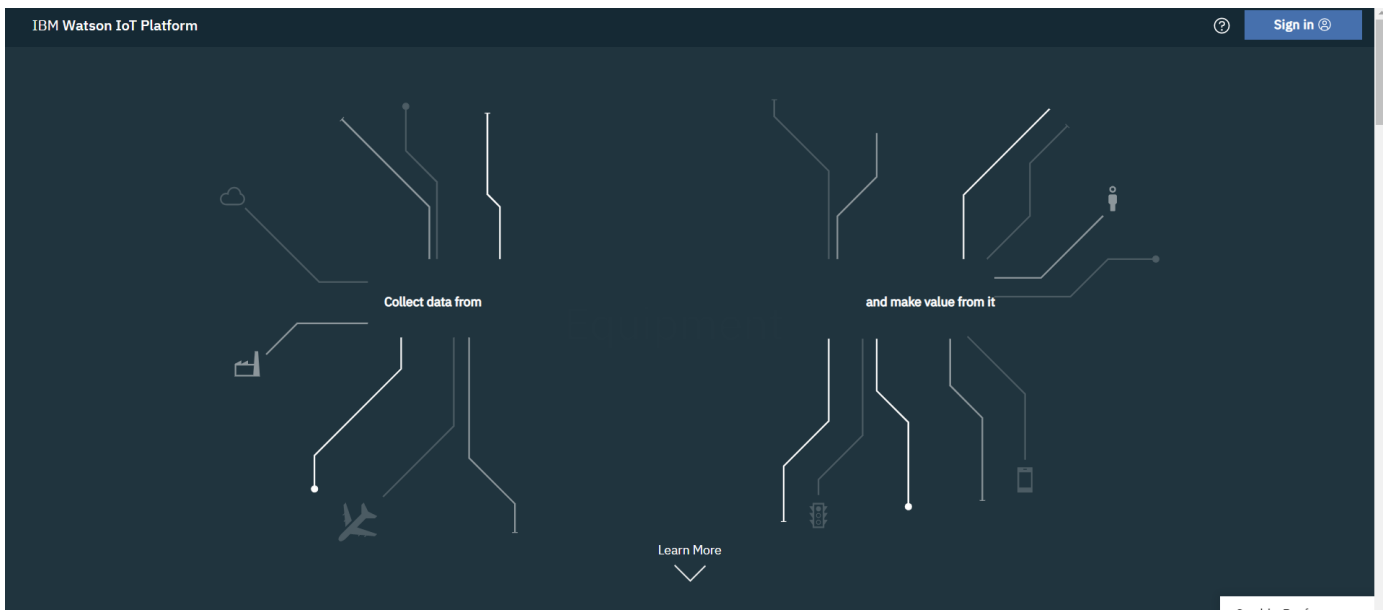 IBM Watson IoT Platform
Sign in
Collect data from
and make value from it
Learn More